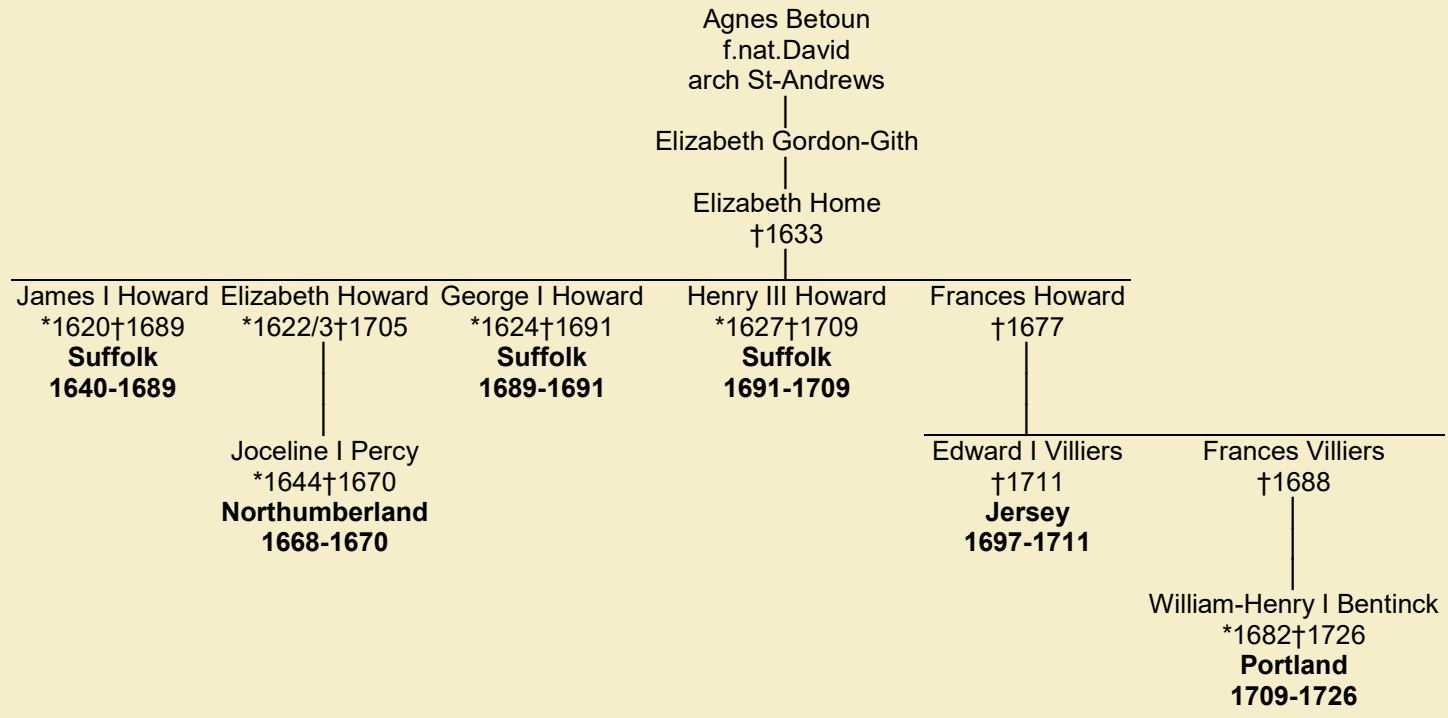 Agnes Betoun
f.nat.David
arch St-Andrews
Elizabeth Gordon-Gith
Elizabeth Home
†1633
James I Howard
*1620†1689
Suffolk
1640-1689
Elizabeth Howard
*1622/3†1705
George I Howard
*1624†1691
Suffolk
1689-1691
Henry III Howard
*1627†1709
Suffolk
1691-1709
Frances Howard
†1677
Joceline I Percy
*1644†1670
Northumberland
1668-1670
Edward I Villiers
†1711
Jersey
1697-1711
Frances Villiers
†1688
William-Henry I Bentinck
*1682†1726
Portland
1709-1726